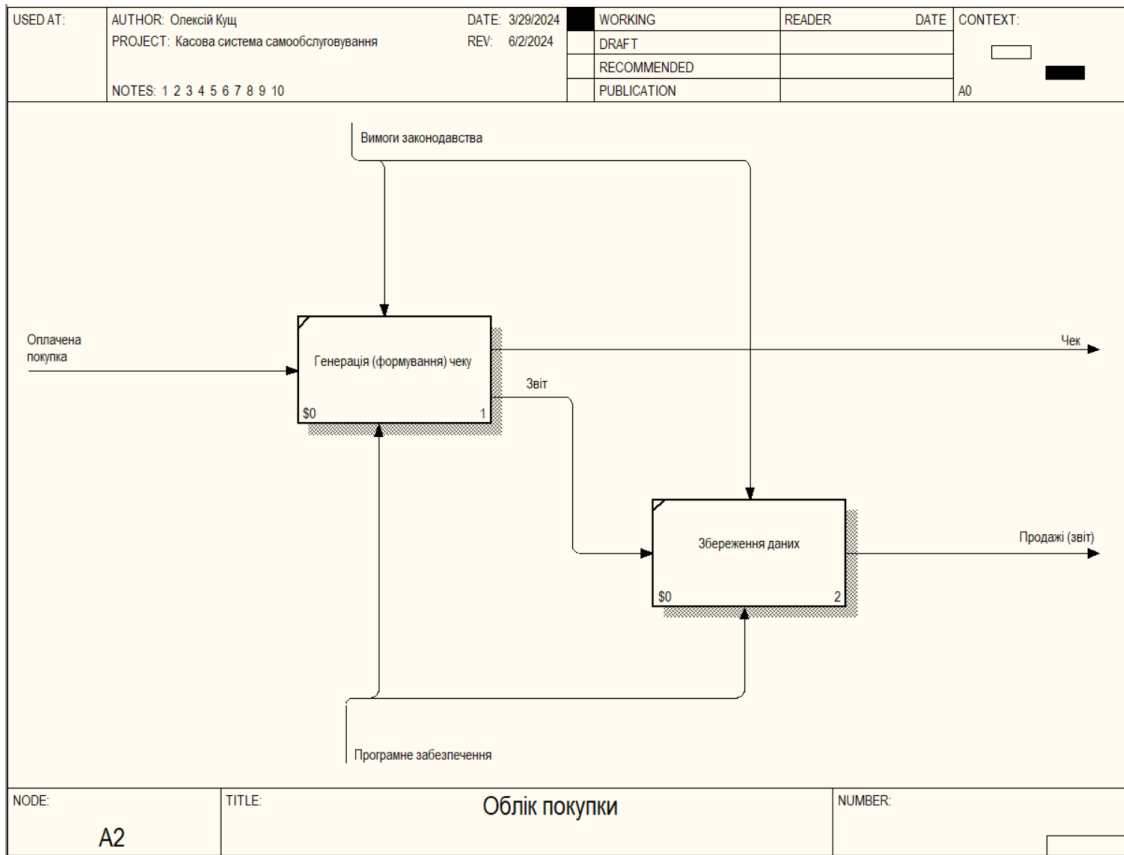 USED AT:
AUTHOR: Олексій Кущ
DATE: 3/29/2024
WORKING
READER
DATE
CONTEXT:
PROJECT: Касова система самообслуговування
REV: 6/2/2024
DRAFT
RECOMMENDED
NOTES: 1 2 3 4 5 6 7 8 9 10
PUBLICATION
A0
Вимоги законодавства
Оплачена
покупка
Генерація (формування) чеку
$0
1
Чек
Звіт
Збереження даних
$0
2
Продажі (звіт)
Програмне забезпечення
NODE:
A2
TITLE:
Облік покупки
NUMBER: